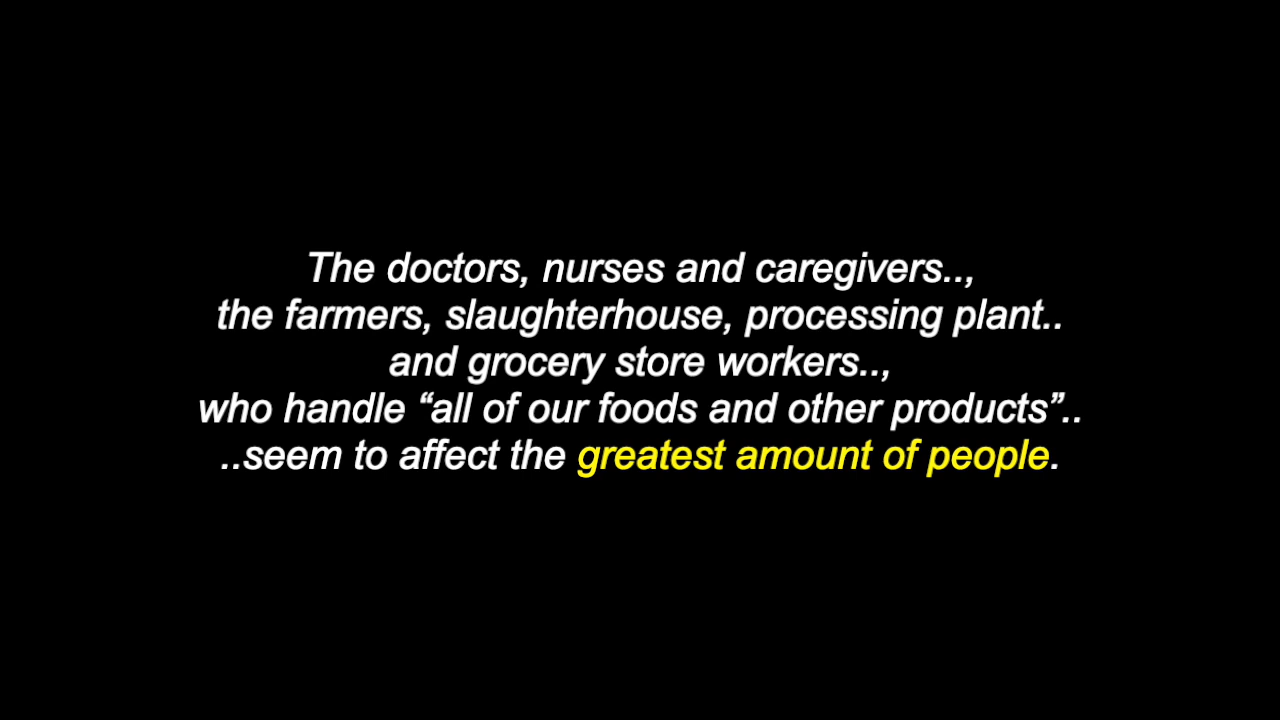 The doctors, nurses and caregivers..,
the farmers, slaughterhouse, processing plant..
and grocery store workers..,
who handle “all of our foods and other products”..
..seem to affect the greatest amount of people.